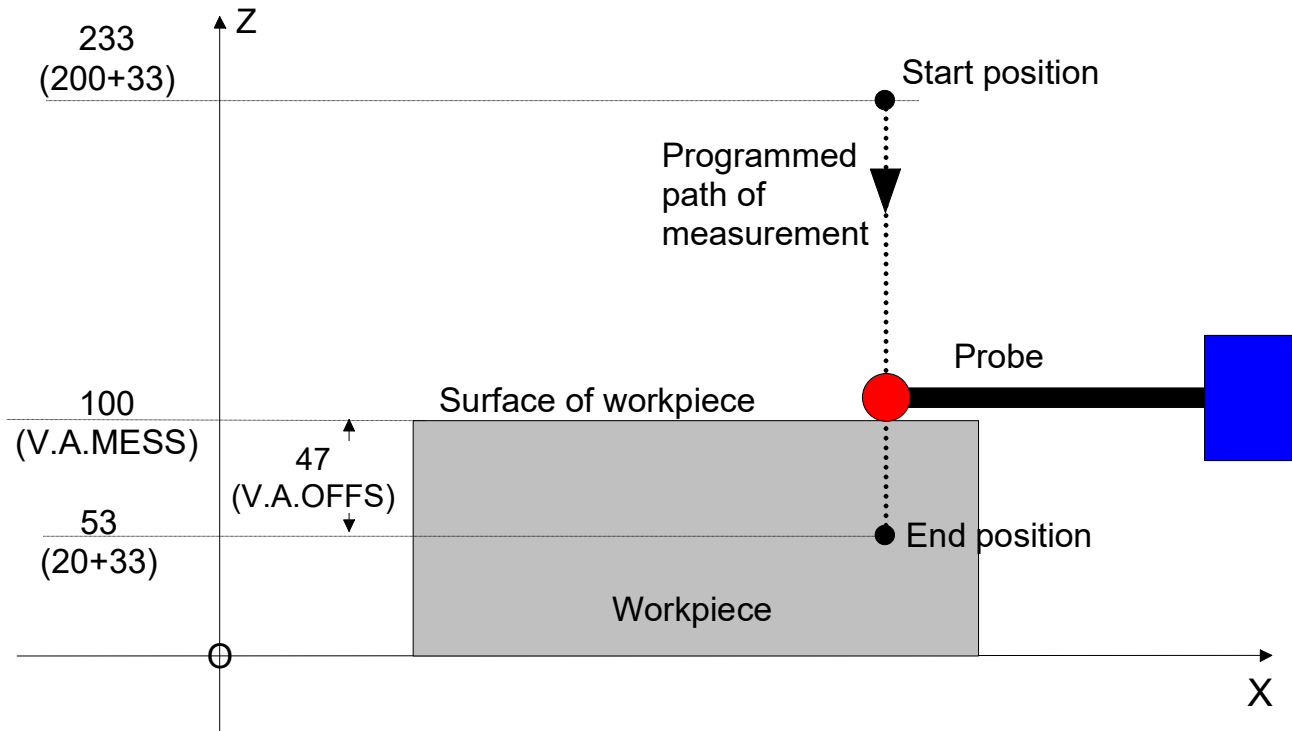 Z
233
(200+33)
Start position
Programmed
path of
measurement
Probe
100
(V.A.MESS)
Surface of workpiece
47
(V.A.OFFS)
53
(20+33)
End position
Workpiece
O
X